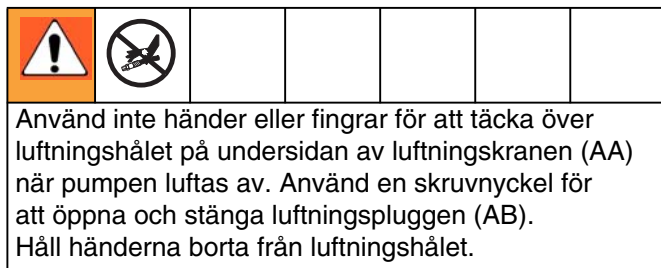 Använd inte händer eller fingrar för att täcka över
luftningshålet på undersidan av luftningskranen (AA)
när pumpen luftas av. Använd en skruvnyckel för
att öppna och stänga luftningspluggen (AB).
Håll händerna borta från luftningshålet.